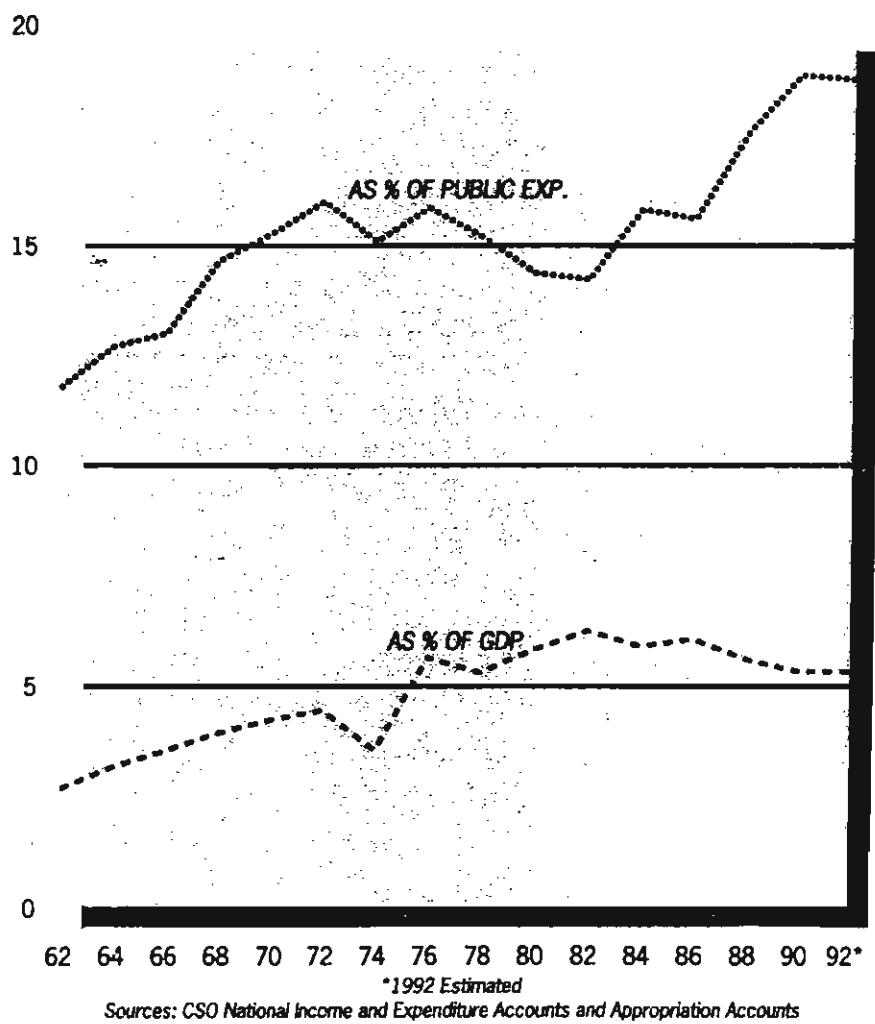 20
AS % OF PUBLIC EXP.
15
10
AS % OF GDP
5
0
62 64 66 68 70 72 74 76 78 80 82 84 86 88 90 92*
*1992 Estimated
Sources: CSO National Income and Expenditure Accounts and Appropriation Accounts